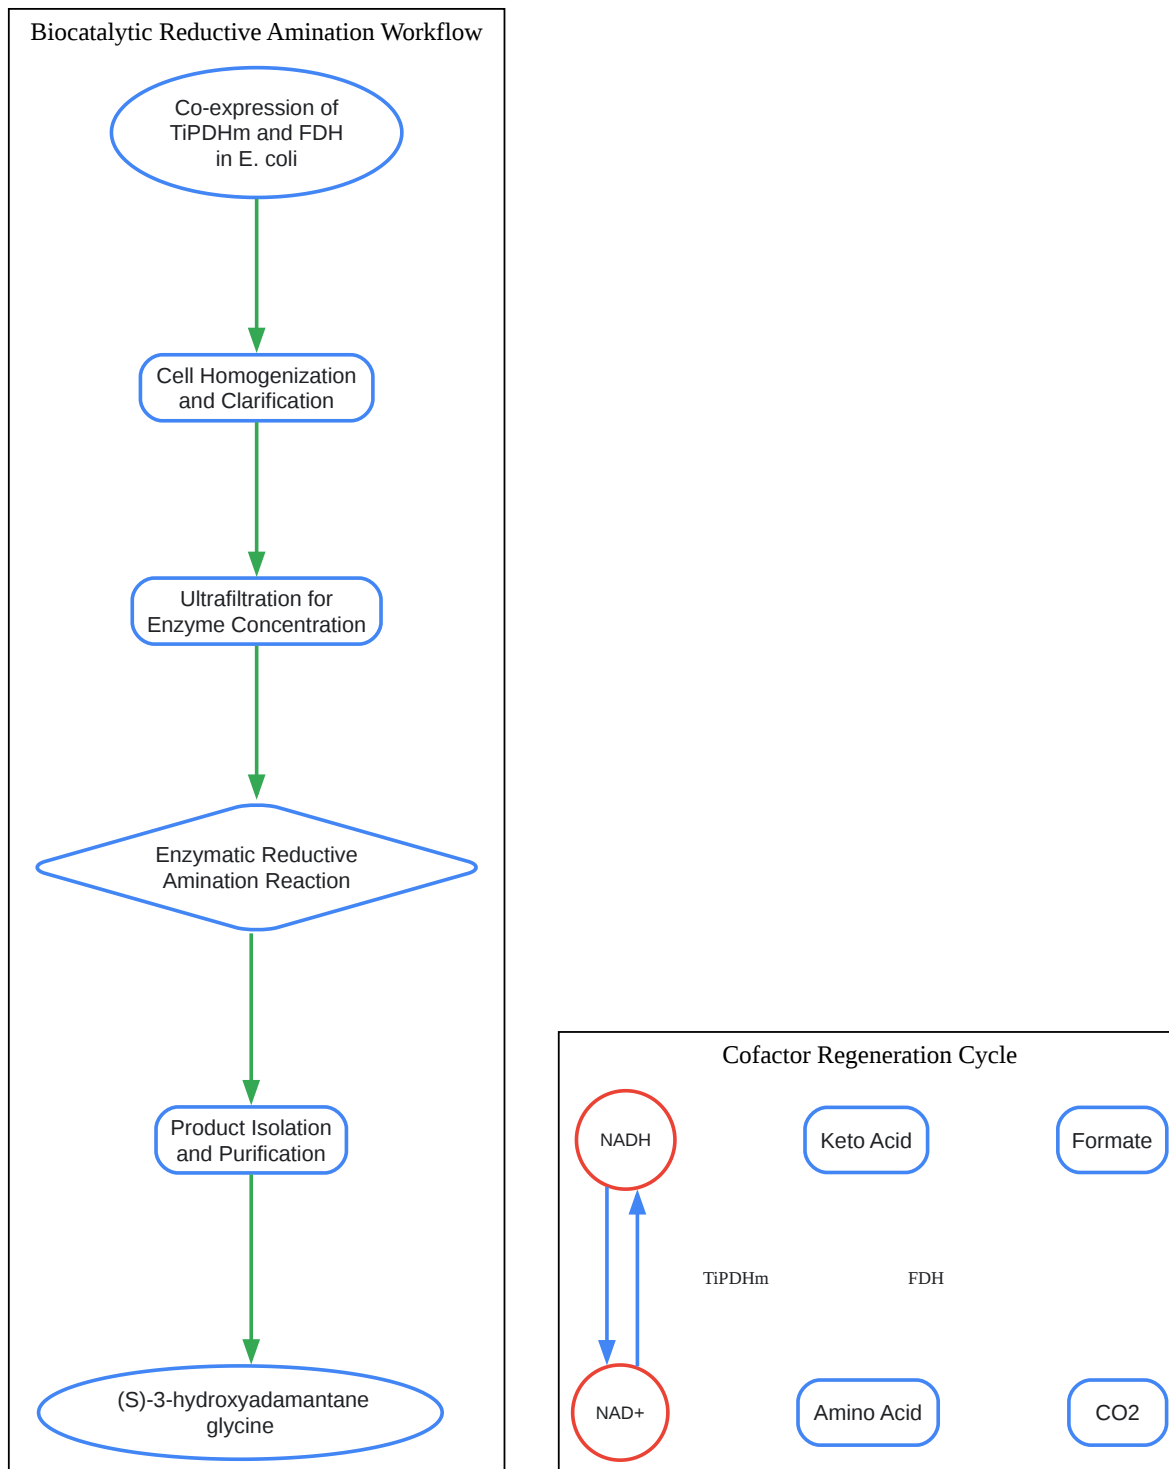 Biocatalytic Reductive Amination Workflow
Co-expression of
TiPDHm and FDH
in E. coli
Cell Homogenization
and Clarification
Ultrafiltration for
Enzyme Concentration
Enzymatic Reductive
Amination Reaction
Product Isolation
and Purification
(S)-3-hydroxyadamantane
glycine
Cofactor Regeneration Cycle
NADH
Keto Acid
Formate
TiPDHm
FDH
NAD+
Amino Acid
CO2